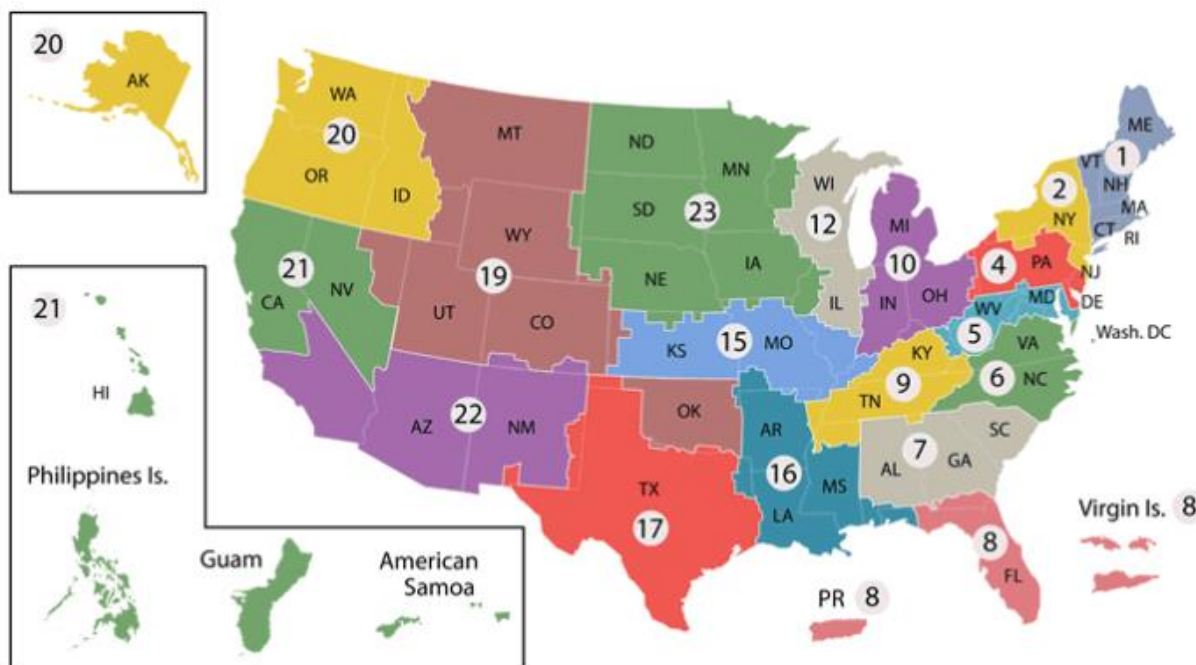 20
AK
WA
20
OR
ID
MT
WY
19
UT
CO
OK
ND
MN
SD
23
NE
IA
WI
12
IL
MI
10
IN
OH
ME
VT
1
NH
MA
CT
RI
2
NY
NJ
4
PA
DE
MD
WV
5
Wash. DC
VA
6
NC
KY
9
TN
15
KS
MO
21
CA
NV
22
AZ
NM
TX
17
AR
16
MS
LA
7
AL
GA
SC
8
FL
Virgin Is. 8
PR 8
21
HI
Philippines Is.
Guam
American
Samoa